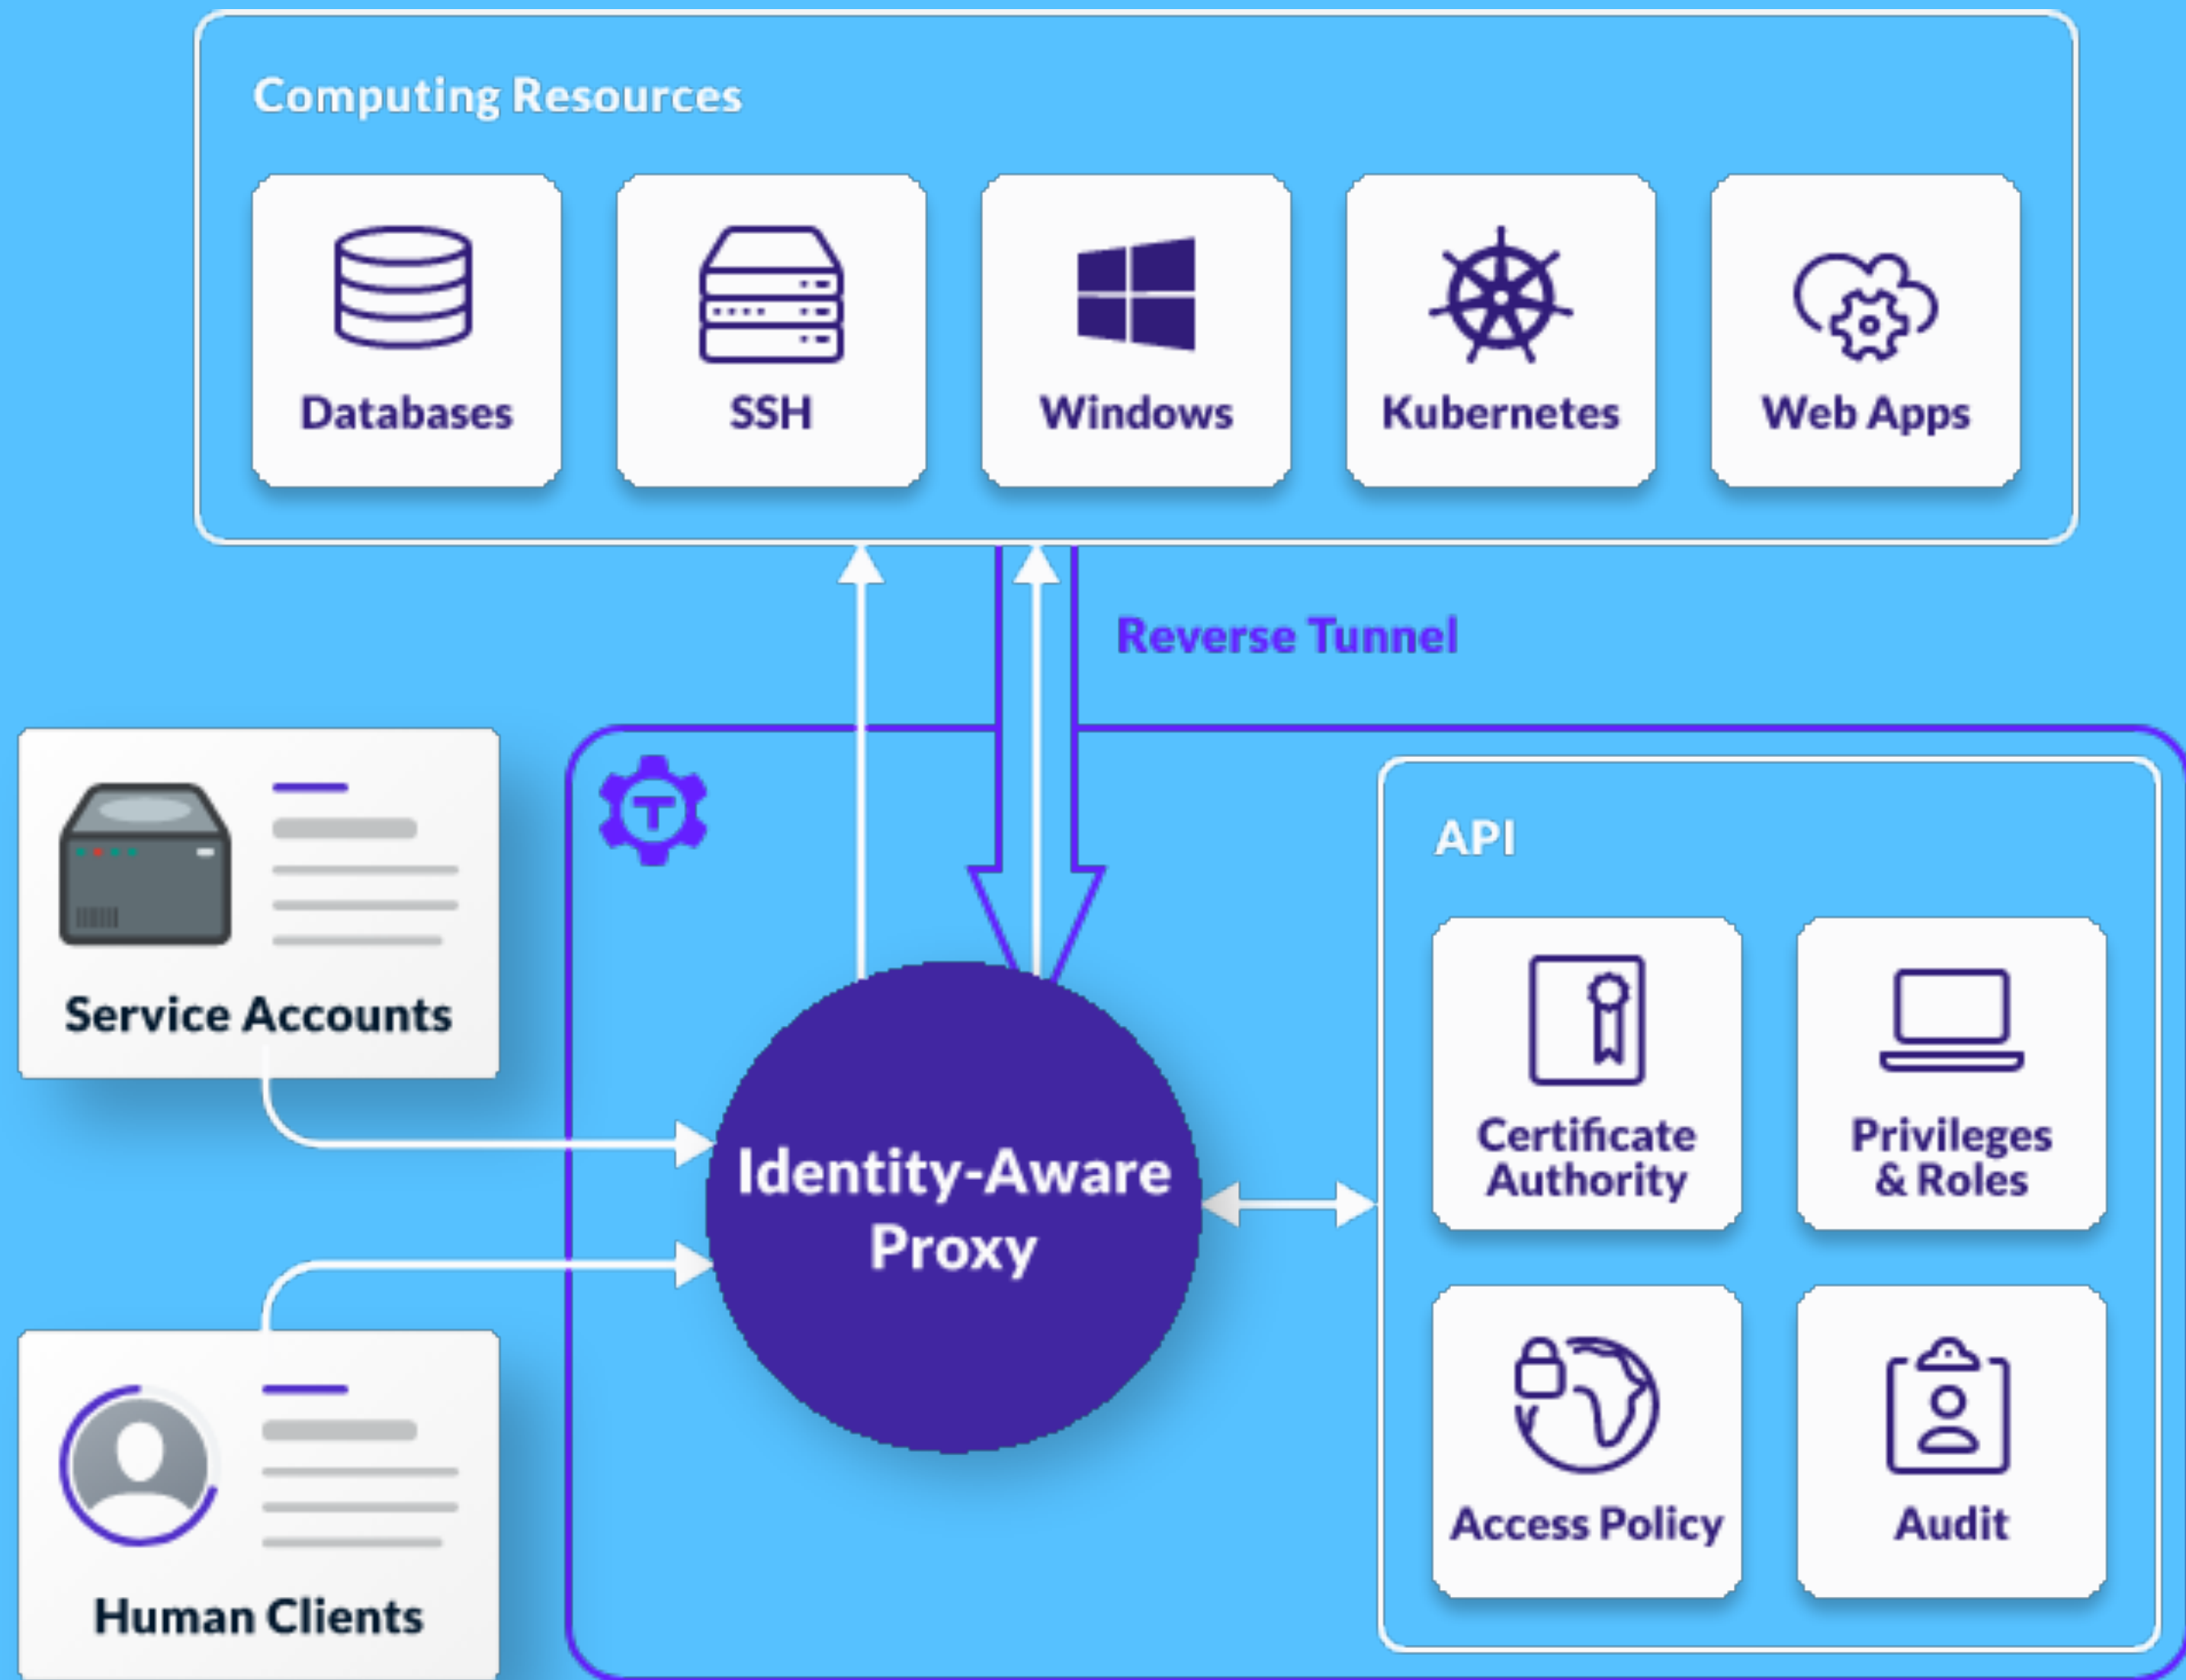 Computing Resources
Databases
SSH
Windows
Kubernetes
Web Apps
Reverse Tunnel
Service Accounts
T
API
Identity-Aware
Proxy
Certificate
Authority
Privileges
& Roles
Human Clients
Access Policy
Audit